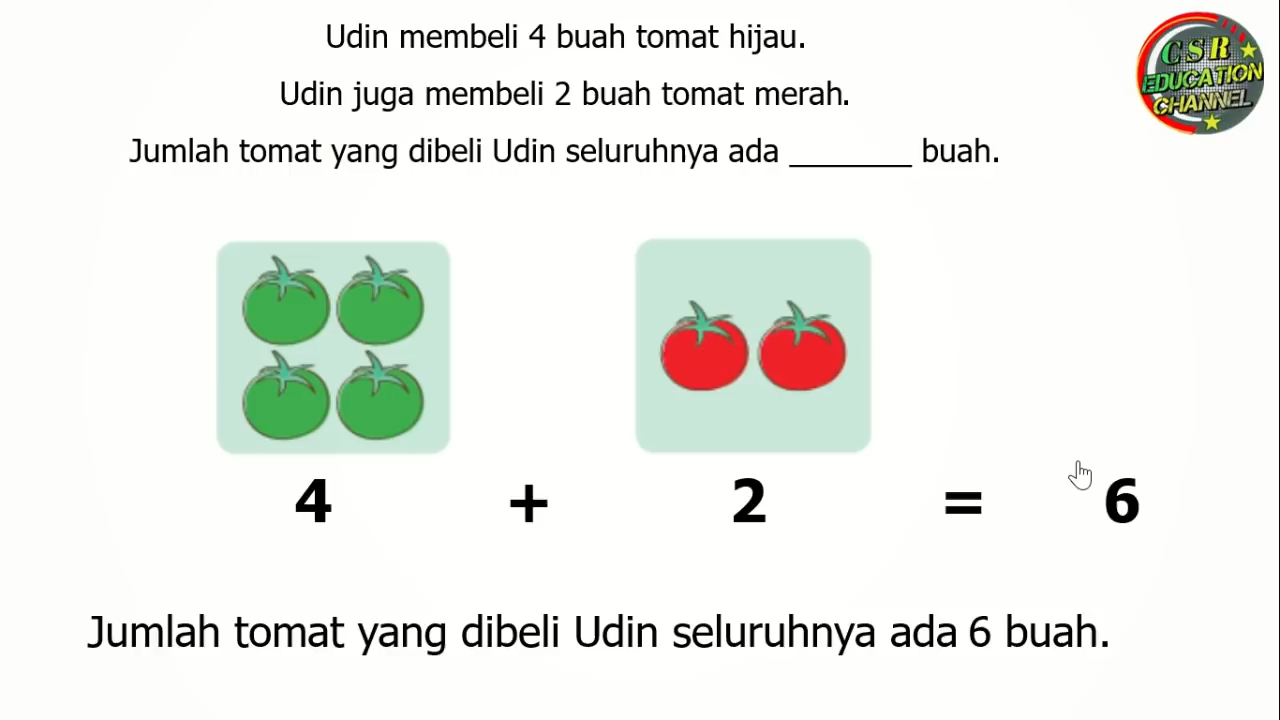 Udin membeli 4 buah tomat hijau.
Udin juga membeli 2 buah tomat merah.
Jumlah tomat yang dibeli Udin seluruhnya ada _______ buah.
CSR
EDUCATION
CHANNEL
4 + 2 = 6
Jumlah tomat yang dibeli Udin seluruhnya ada 6 buah.